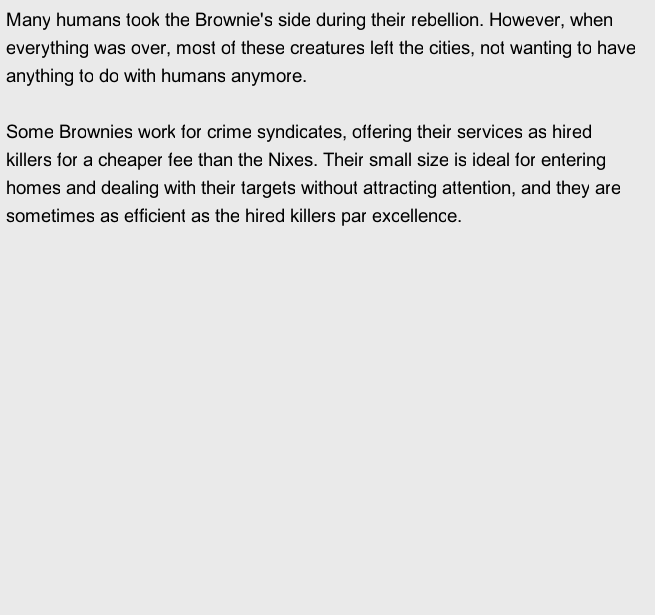 Many humans took the Brownie's side during their rebellion. However, when
everything was over, most of these creatures left the cities, not wanting to have
anything to do with humans anymore.
Some Brownies work for crime syndicates, offering their services as hired
killers for a cheaper fee than the Nixes. Their small size is ideal for entering
homes and dealing with their targets without attracting attention, and they are
sometimes as efficient as the hired killers par excellence.